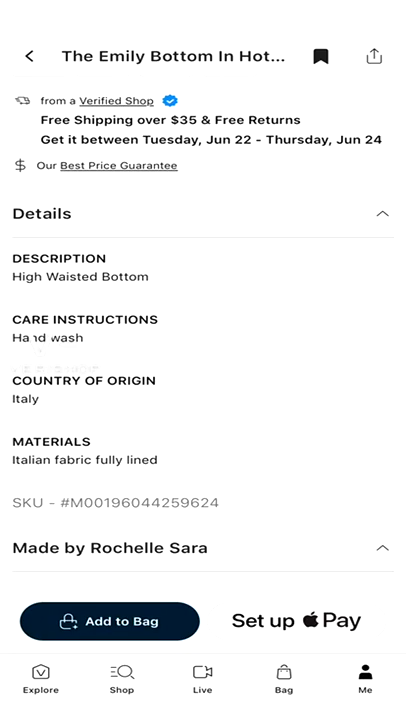 The Emily Bottom In Hot...
from a Verified Shop
Free Shipping over $35 & Free Returns
Get it between Tuesday, Jun 22 - Thursday, Jun 24
$ Our Best Price Guarantee
Details
DESCRIPTION
High Waisted Bottom
CARE INSTRUCTIONS
Hand wash
COUNTRY OF ORIGIN
Italy
MATERIALS
Italian fabric fully lined
SKU - #M00196044259624
Made by Rochelle Sara
Add to Bag
Set up Pay
Explore
Shop
Live
Bag
Me